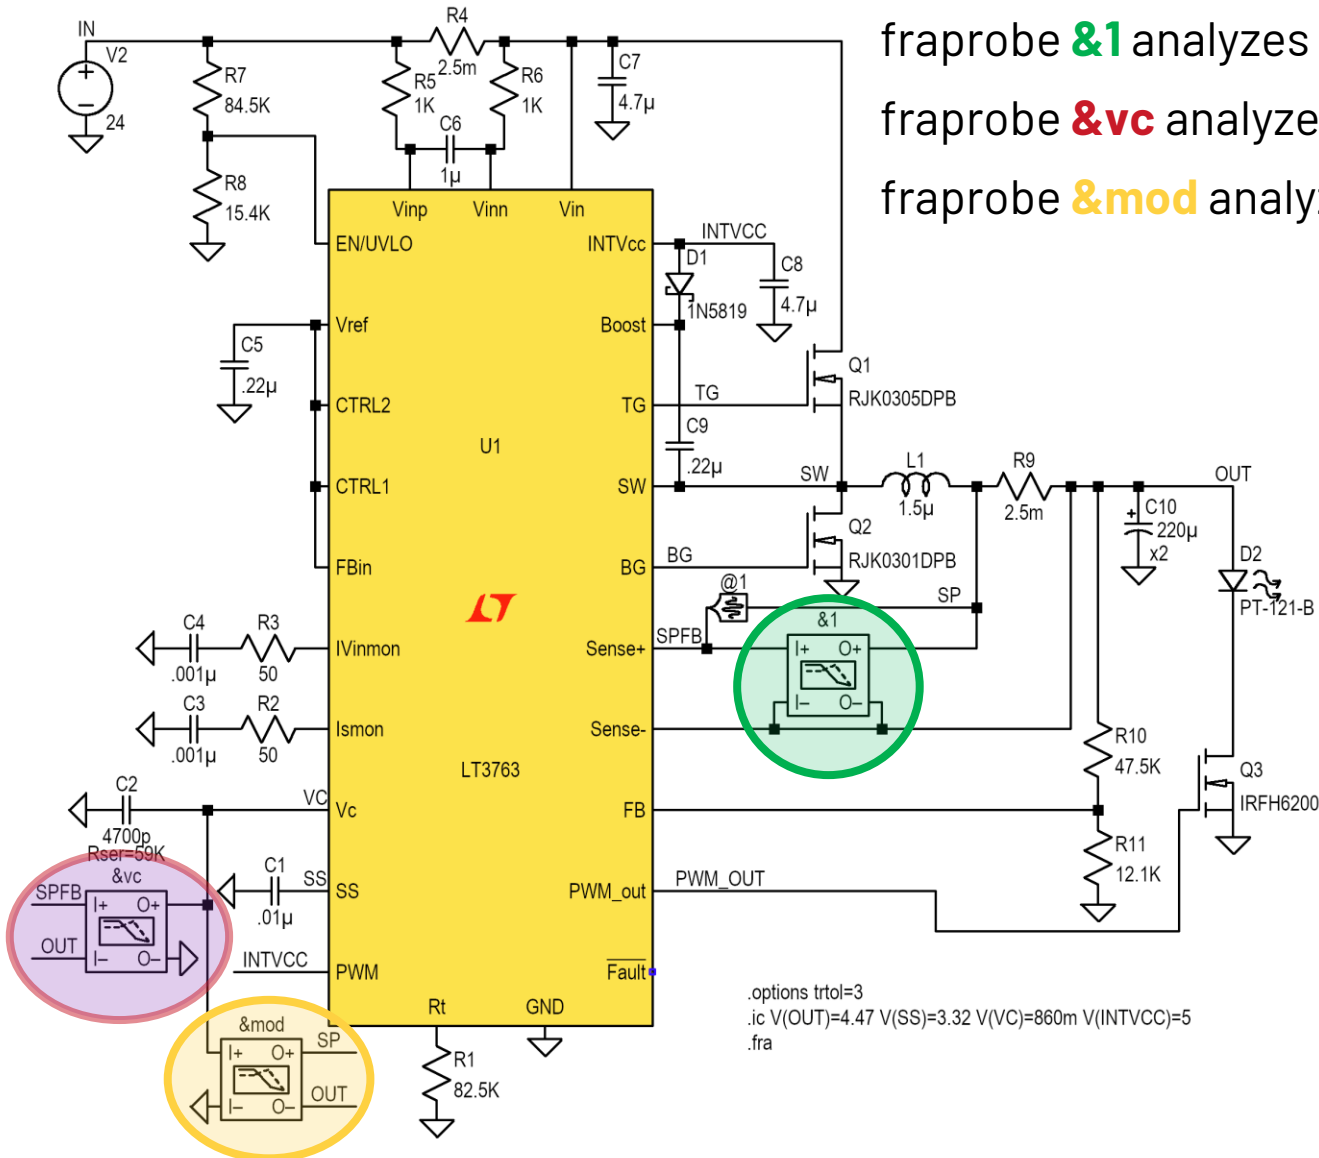 fraprobe &1 analyzes
fraprobe &vc analyze
fraprobe &mod analyz
IN
V2
24
R7
84.5K
R8
15.4K
R4
2.5m
R5
1K
R6
1K
C6
1µ
C7
4.7µ
Vinp
Vinn
Vin
EN/UVLO
INTVcc
INTVCC
D1
1N5819
C8
4.7µ
Vref
Boost
C5
.22µ
CTRL2
TG
TG
Q1
RJK0305DPB
U1
C9
.22µ
CTRL1
SW
SW
L1
1.5µ
R9
2.5m
OUT
C10
220µ
x2
FBin
BG
BG
Q2
RJK0301DPB
D2
PT-121-B
@1
SP
&1
SPFB
I+ O+
I– O–
C4
.001µ
R3
50
IVinmon
Sense+
C3
.001µ
R2
50
Ismon
Sense-
LT3763
R10
47.5K
Q3
IRFH6200
C2
4700p
Rser=59K
VC
Vc
FB
R11
12.1K
&vc
SPFB
I+ O+
OUT
I– O–
C1
.01µ
SS
SS
PWM_out
PWM_OUT
INTVCC
PWM
Fault
Rt
GND
&mod
I+ O+
SP
I– O–
OUT
R1
82.5K
.options trtol=3
.ic V(OUT)=4.47 V(SS)=3.32 V(VC)=860m V(INTVCC)=5
.fra